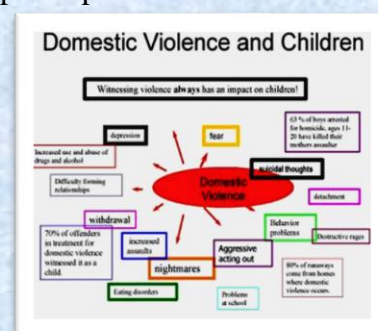 Domestic Violence and Children
Witnessing violence always has an impact on children!
depression
fear
63 % of boys arrested
for homicide, ages 11-
20 have killed their
mothers assaulter
Increased use and abuse of
drugs and alcohol
suicidal thoughts
Difficulty forming
relationships
Domestic
Violence
detachment
withdrawal
Behavior
problems
70% of offenders
in treatment for
domestic violence
witnessed it as a
child.
increased
assaults
Destructive rages
Aggressive
acting out
nightmares
80% of runaways
come from homes
where domestic
violence occurs.
Eating disorders
Problems
at school